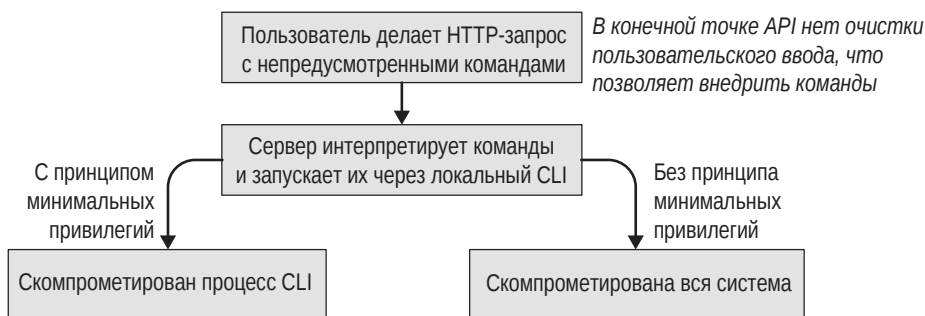 Пользователь делает HTTP-запрос
с непредусмотренными командами
В конечной точке API нет очистки
пользовательского ввода, что
позволяет внедрить команды
Сервер интерпретирует команды
и запускает их через локальный CLI
С принципом
минимальных
привилегий
Без принципа
минимальных
привилегий
Скомпрометирован процесс CLI
Скомпрометирована вся система